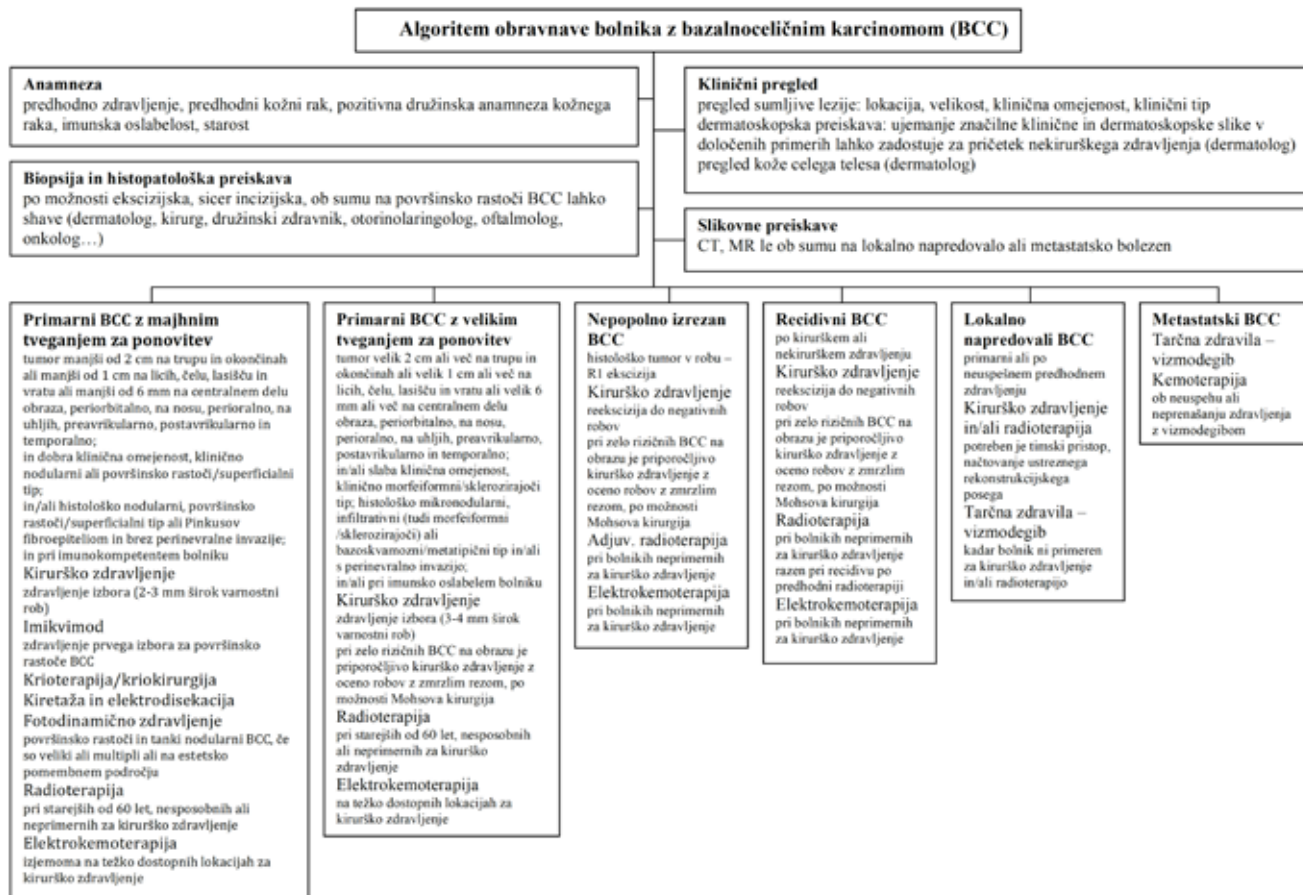 Algoritem obravnave bolnika z bazalnoceličnim karcinomom (BCC)
Anamneza
predhodno zdravljenje, predhodni kožni rak, pozitivna družinska anamneza kožnega
raka, imunska oslabelost, starost
Klinični pregled
pregled sumljive lezije: lokacija, velikost, klinična omejenost, klinični tip
dermatoskopska preiskava: ujemanje značilne klinične in dermatoskopske slike v
določenih primerih lahko zadostuje za pričetek nekirurškega zdravljenja (dermatolog)
pregled kože celega telesa (dermatolog)
Biopsija in histopatološka preiskava
po možnosti ekscizijska, sicer incizijska, ob sumu na površinsko rastoči BCC lahko
shave (dermatolog, kirurg, družinski zdravnik, otorinolaringolog, oftalmolog,
onkolog…)
Slikovne preiskave
CT, MR le ob sumu na lokalno napredovalo ali metastatsko bolezen
Primarni BCC z majhnim
tveganjem za ponovitev
tumor manjši od 2 cm na trupu in okončinah
ali manjši od 1 cm na licih, čelu, lasišču in
vratu ali manjši od 6 mm na centralnem delu
obraza, periorbitalno, na nosu, perioralno, na
uhljih, preavrikularno, postavrikularno in
temporalno;
in dobra klinična omejenost, klinično
nodularni ali površinsko rastoči/superficialni
tip;
in/ali histološko nodularni, površinsko
rastoči/superficialni tip ali Pinkusov
fibroepiteliom in brez perinevralne invazije;
in pri imunokompetentem bolniku
Kirurško zdravljenje
zdravljenje izbora (2-3 mm širok varnostni
rob)
Imikvimod
zdravljenje prvega izbora za površinsko
rastoče BCC
Krioterapija/kriokirurgija
Kiretaža in elektrodisekacija
Fotodinamično zdravljenje
površinsko rastoči in tanki nodularni BCC, če
so veliki ali multipli ali na estetsko
pomembnem področju
Radioterapija
pri starejših od 60 let, nesposobnih ali
neprimernih za kirurško zdravljenje
Elektrokemoterapija
izjemoma na težko dostopnih lokacijah za
kirurško zdravljenje
Primarni BCC z velikim
tveganjem za ponovitev
tumor velik 2 cm ali več na trupu in
okončinah ali velik 1 cm ali več na
licih, čelu, lasišču in vratu ali velik 6
mm ali več na centralnem delu
obraza, periorbitalno, na nosu,
perioralno, na uhljih, preavrikularno,
postavrikularno in temporalno;
in/ali slaba klinična omejenost,
klinično morfeiformni/sklerozirajoči
tip; histološko mikronodularni,
infiltrativni (tudi morfeiformni
/sklerozirajoči) ali
bazoskvamozni/metatipični tip in/ali
s perinevralno invazijo;
in/ali pri imunsko oslabelem bolniku
Kirurško zdravljenje
zdravljenje izbora (3-4 mm širok
varnostni rob)
pri zelo rizičnih BCC na obrazu je
priporočljivo kirurško zdravljenje z
oceno robov z zmrzlim rezom, po
možnosti Mohsova kirurgija
Radioterapija
pri starejših od 60 let, nesposobnih
ali neprimernih za kirurško
zdravljenje
Elektrokemoterapija
na težko dostopnih lokacijah za
kirurško zdravljenje
Nepopolno izrezan
BCC
histološko tumor v robu –
R1 ekscizija
Kirurško zdravljenje
reekscizija do negativnih
robov
pri zelo rizičnih BCC na
obrazu je priporočljivo
kirurško zdravljenje z
oceno robov z zmrzlim
rezom, po možnosti
Mohsova kirurgija
Adjuv. radioterapija
pri bolnikih neprimernih
za kirurško zdravljenje
Elektrokemoterapija
pri bolnikih neprimernih
za kirurško zdravljenje
Recidivni BCC
po kirurškem ali
nekirurškem zdravljenju
Kirurško zdravljenje
reekscizija do negativnih
robov
pri zelo rizičnih BCC na
obrazu je priporočljivo
kirurško zdravljenje z
oceno robov z zmrzlim
rezom, po možnosti
Mohsova kirurgija
Radioterapija
pri bolnikih neprimernih
za kirurško zdravljenje
razen pri recidivu po
predhodni radioterapiji
Elektrokemoterapija
pri bolnikih neprimernih
za kirurško zdravljenje
Lokalno
napredovali BCC
primarni ali po
neuspešnem predhodnem
zdravljenju
Kirurško zdravljenje
in/ali radioterapija
potreben je timski pristop,
načtovanje ustreznega
rekonstrukcijskega
posega
Tarčna zdravila –
vizmodegib
kadar bolnik ni primeren
za kirurško zdravljenje
in/ali radioterapijo
Metastatski BCC
Tarčna zdravila –
vizmodegib
Kemoterapija
ob neuspehu ali
neprenašanju zdravljenja
z vizmodegibom